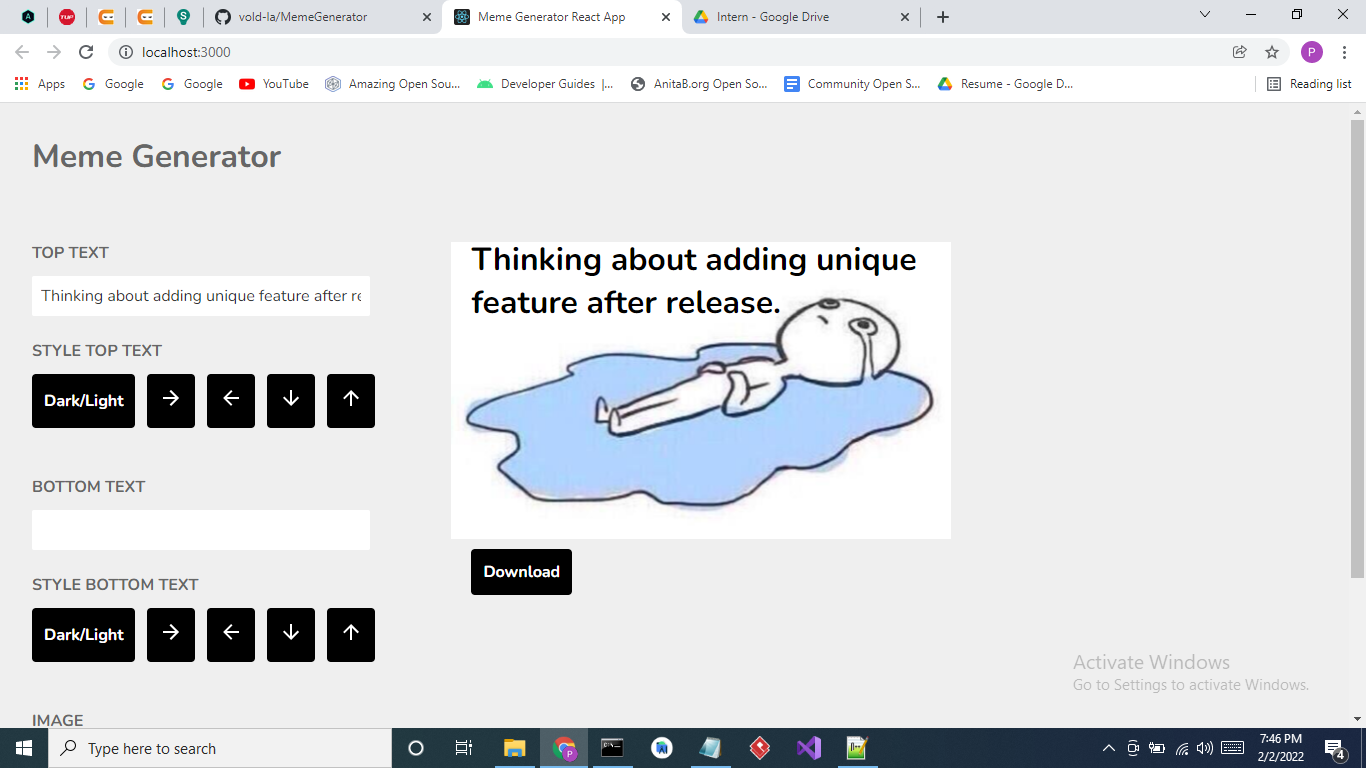 vold-la/MemeGenerator
Meme Generator React App
Intern - Google Drive
localhost:3000
P
Apps
Google
Google
YouTube
Amazing Open Sou...
Developer Guides |...
AnitaB.org Open So...
Community Open S...
Resume - Google D...
Reading list
Meme Generator
TOP TEXT
Thinking about adding unique feature after re
STYLE TOP TEXT
Dark/Light
BOTTOM TEXT
STYLE BOTTOM TEXT
Dark/Light
IMAGE
Thinking about adding unique
feature after release.
Download
Activate Windows
Go to Settings to activate Windows.
Type here to search
7:46 PM
2/2/2022
4